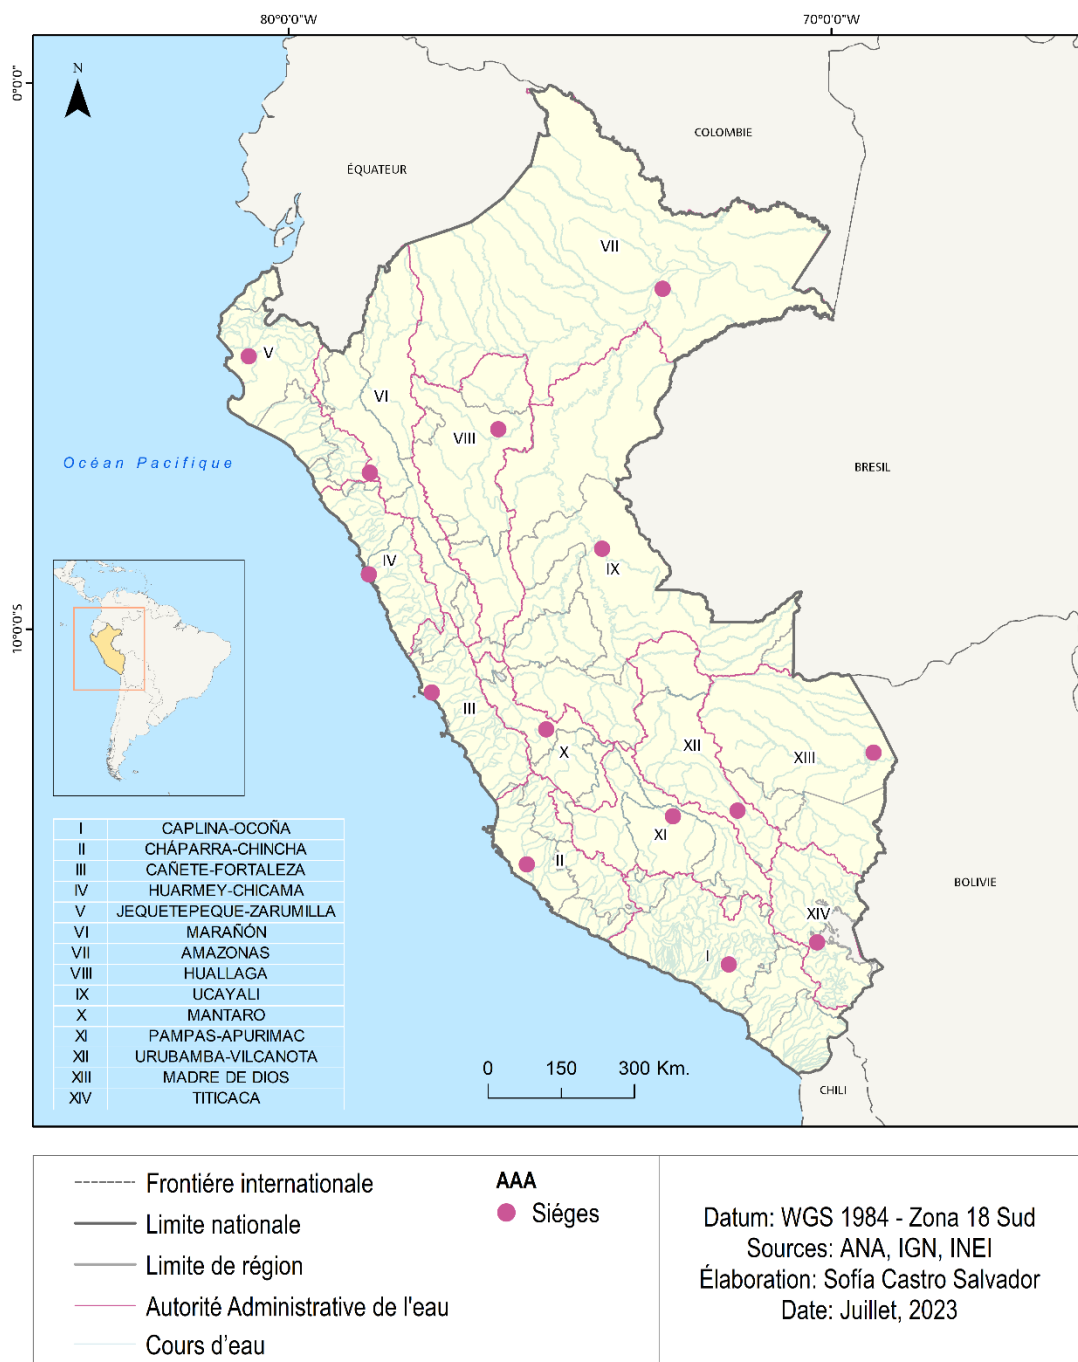 80°0'0"W
70°0'0"W
0°0'0"
N
COLOMBIE
ÉQUATEUR
VII
V
VI
VIII
Océan Pacifique
BRESIL
IV
IX
10°0'0"S
III
X
XII
XIII
XI
II
BOLIVIE
XIV
I
CHILI
I CAPLINA-OCOÑA
II CHÁPARRA-CHINCHA
III CAÑETE-FORTALEZA
IV HUARMEY-CHICAMA
V JEQUETEPEQUE-ZARUMILLA
VI MARAÑÓN
VII AMAZONAS
VIII HUALLAGA
IX UCAYALI
X MANTARO
XI PAMPAS-APURIMAC
XII URUBAMBA-VILCANOTA
XIII MADRE DE DIOS
XIV TITICACA
0 150 300 Km.
Frontiére internationale
Limite nationale
Limite de région
Autorité Administrative de l'eau
Cours d'eau
AAA
Siéges
Datum: WGS 1984 - Zona 18 Sud
Sources: ANA, IGN, INEI
Élaboration: Sofía Castro Salvador
Date: Juillet, 2023